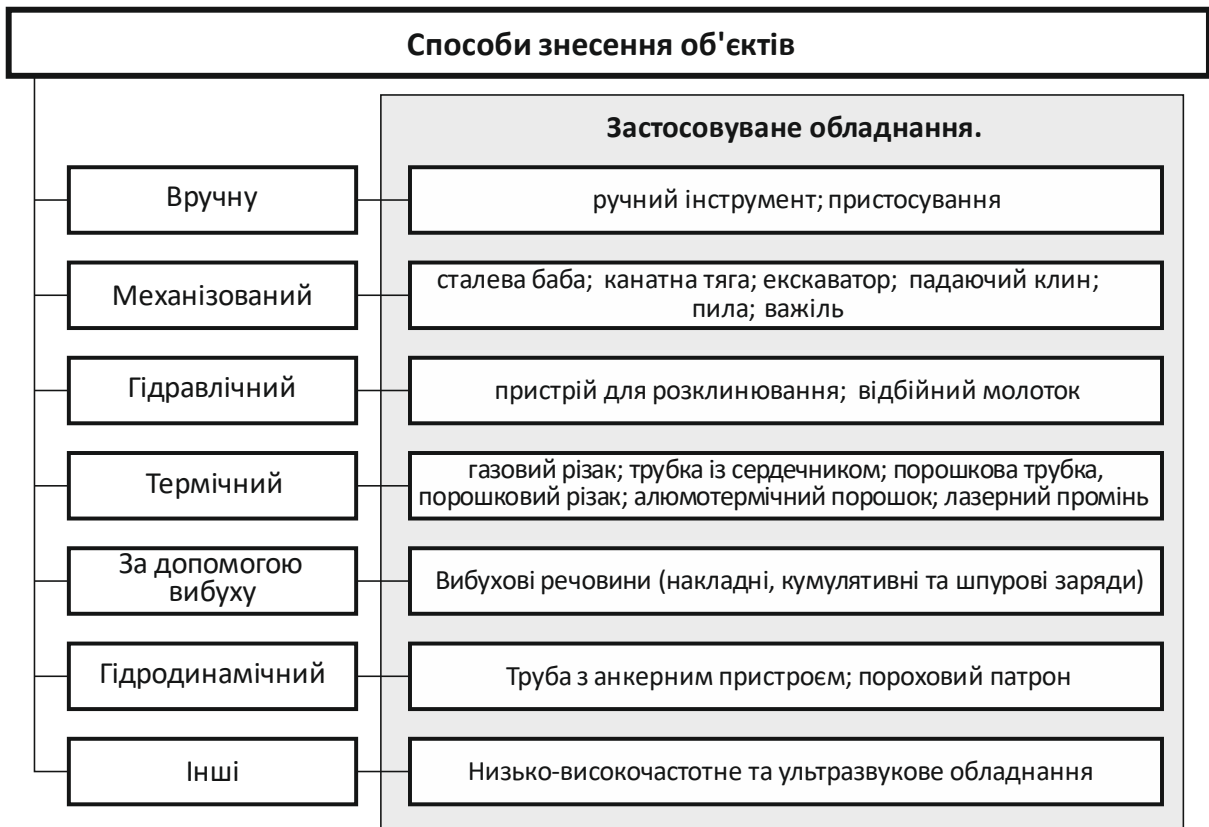 Способи знесення об'єктів
Застосовуване обладнання.
Вручну
ручний інструмент; пристосування
Механізований
сталева баба; канатна тяга; екскаватор; падаючий клин;
пила; важіль
Гідравлічний
пристрій для розклинювання; відбійний молоток
Термічний
газовий різак; трубка із сердечником; порошкова трубка,
порошковий різак; алюмотермічний порошок; лазерний промінь
За допомогою
вибуху
Вибухові речовини (накладні, кумулятивні та шпурові заряди)
Гідродинамічний
Труба з анкерним пристроєм; пороховий патрон
Інші
Низько-високочастотне та ультразвукове обладнання